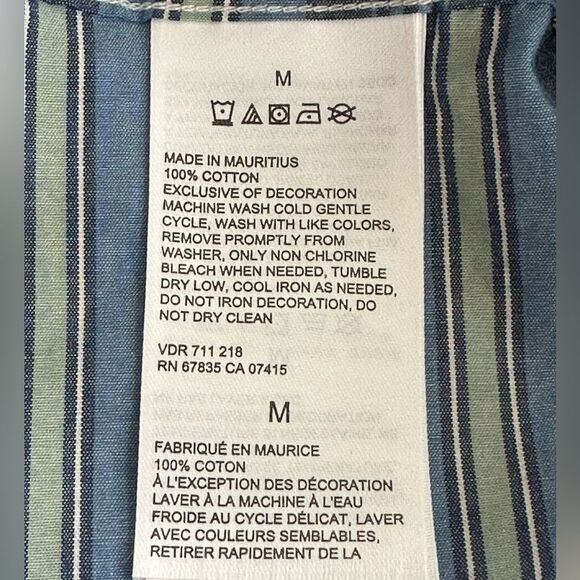 M
MADE IN MAURITIUS
100% COTTON
EXCLUSIVE OF DECORATION
MACHINE WASH COLD GENTLE
CYCLE, WASH WITH LIKE COLORS,
REMOVE PROMPTLY FROM
WASHER, ONLY NON CHLORINE
BLEACH WHEN NEEDED, TUMBLE
DRY LOW, COOL IRON AS NEEDED,
DO NOT IRON DECORATION, DO
NOT DRY CLEAN
VDR 711 218
RN 67835 CA 07415
M
FABRIQUÉ EN MAURICE
100% COTON
À L'EXCEPTION DES DÉCORATION
LAVER À LA MACHINE À L'EAU
FROIDE AU CYCLE DÉLICAT, LAVER
AVEC COULEURS SEMBLABLES,
RETIRER RAPIDEMENT DE LA